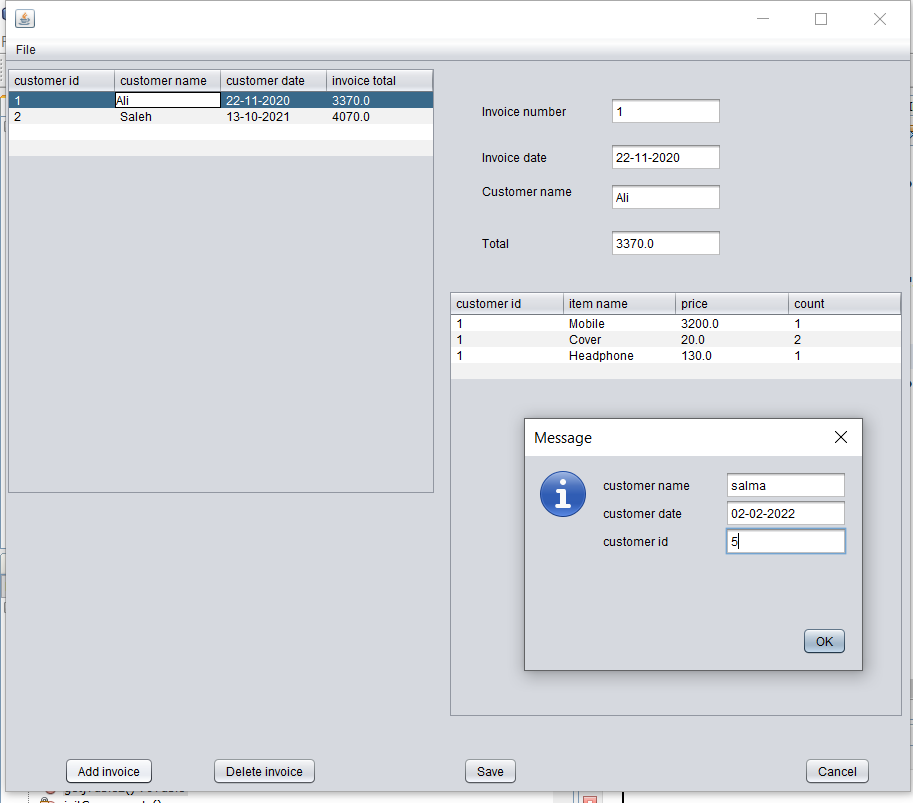 File
customer id customer name customer date invoice total
1 Ali 22-11-2020 3370.0
2 Saleh 13-10-2021 4070.0
Invoice number 1
Invoice date 22-11-2020
Customer name Ali
Total 3370.0
customer id item name price count
1 Mobile 3200.0 1
1 Cover 20.0 2
1 Headphone 130.0 1
Message
customer name salma
customer date 02-02-2022
customer id 5
OK
Add invoice Delete invoice Save Cancel